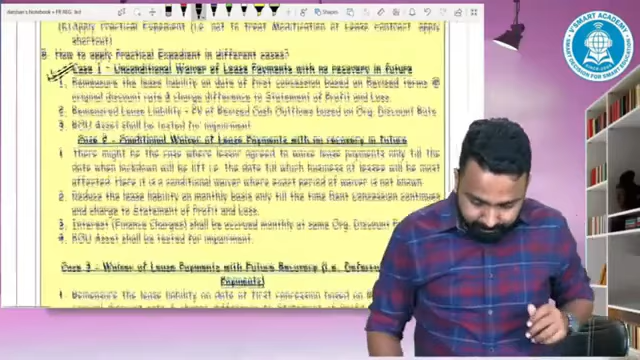 (i) Apply Practical Expedient (i.e. not to treat Modification of Lease Contract apply
shortcut)
B. How to apply Practical Expedient in different cases?
Case 1 - Unconditional Waiver of Lease Payments with no recovery in future
1. Remeasure the lease liability on date of first concession based on Revised terms @
original discount rate & charge difference to Statement of Profit and Loss.
2. Remeasured Lease Liability - PV of Revised Cash Outflows based on Org. Discount Rate
3. ROU Asset shall be tested for impairment.
Case 2 - Conditional Waiver of Lease Payments with no recovery in future
1. There might be the case where lessor agreed to waive lease payments only till the
date when lockdown will be lift i.e. the date till which business of lessee will be most
affected. Here it is a conditional waiver where exact period of waiver is not known.
2. Reduce the lease liability on monthly basis only till the time Rent Concession continues
and charge to Statement of Profit and Loss.
3. Interest (Finance Charges) shall be accrued monthly at same Org. Discount
4. ROU Asset shall be tested for impairment.
Case 3 - Waiver of Lease Payments with Future Recovery (i.e.
Payments)
1. Remeasure the lease liability on date of first concession based on
V'SMART ACADEMY
SMART DECISION FOR SMART